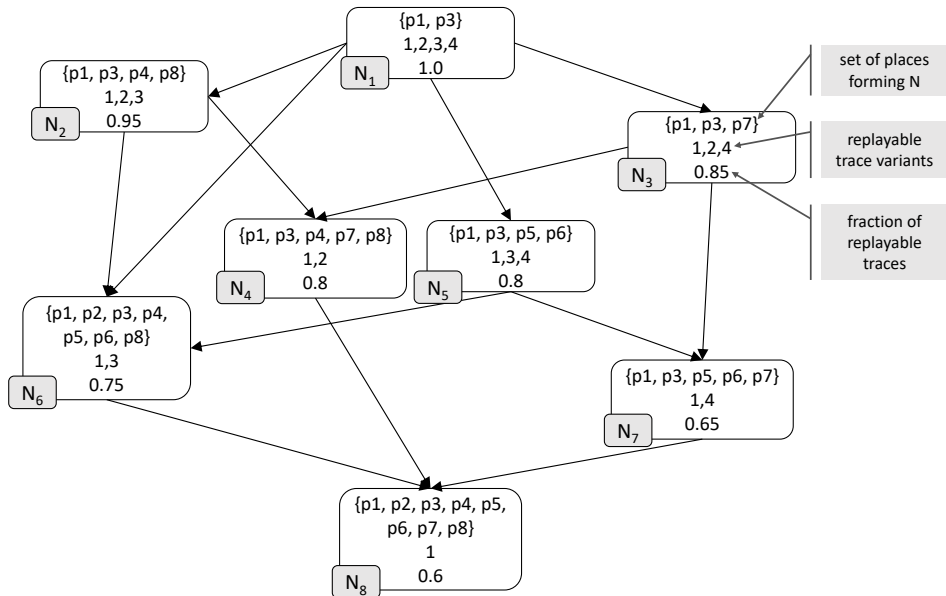 {p1, p3}
1,2,3,4
1.0
N1
{p1, p3, p4, p8}
1,2,3
0.95
N2
{p1, p3, p7}
1,2,4
0.85
N3
set of places
forming N
replayable
trace variants
fraction of
replayable
traces
{p1, p3, p4, p7, p8}
1,2
0.8
N4
{p1, p3, p5, p6}
1,3,4
0.8
N5
{p1, p2, p3, p4,
p5, p6, p8}
1,3
0.75
N6
{p1, p3, p5, p6, p7}
1,4
0.65
N7
{p1, p2, p3, p4, p5,
p6, p7, p8}
1
0.6
N8